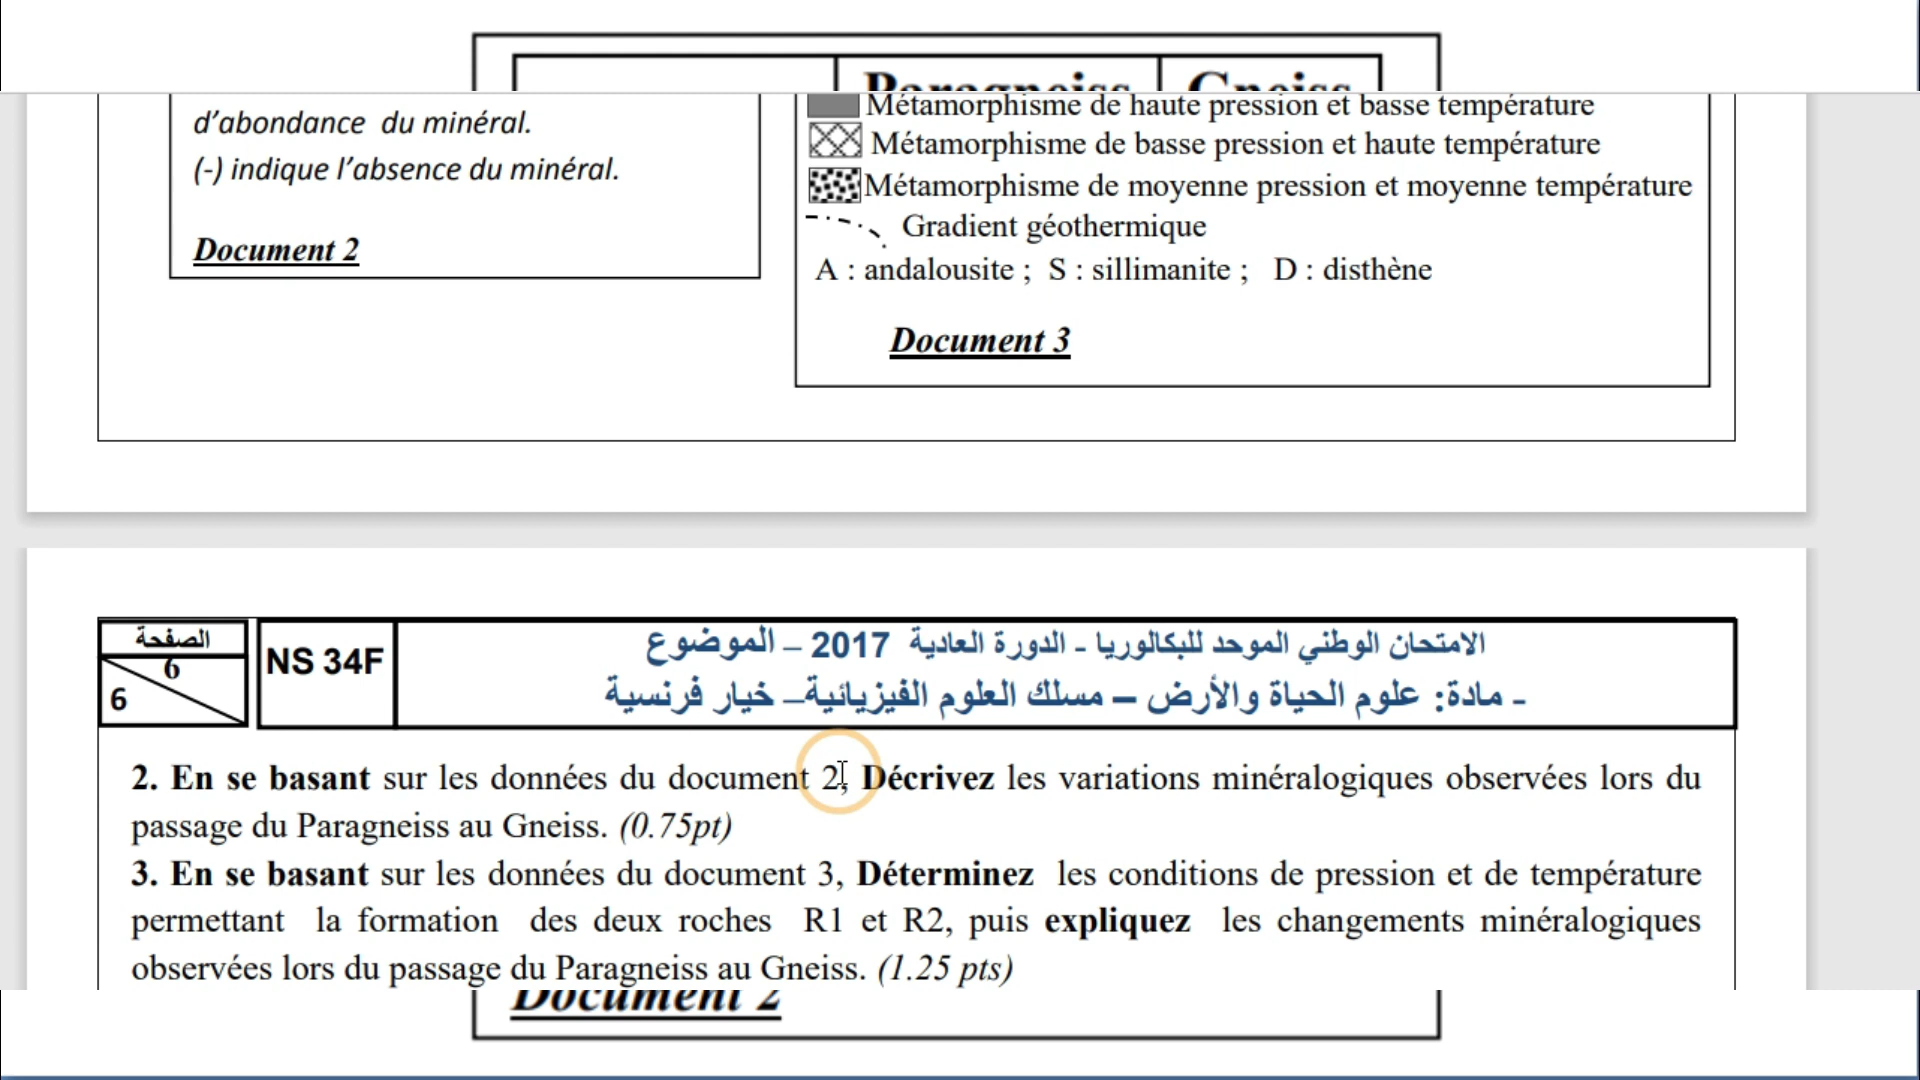 Paragneiss Gneiss
d’abondance du minéral.
(-) indique l’absence du minéral.
Document 2
Métamorphisme de haute pression et basse température
Métamorphisme de basse pression et haute température
Métamorphisme de moyenne pression et moyenne température
Gradient géothermique
A : andalousite ; S : sillimanite ; D : disthène
Document 3
الصفحة
6
6
NS 34F
الامتحان الوطني الموحد للبكالوريا - الدورة العادية 2017 – الموضوع
- مادة: علوم الحياة والأرض – مسلك العلوم الفيزيائية– خيار فرنسية
2. En se basant sur les données du document 2, Décrivez les variations minéralogiques observées lors du
passage du Paragneiss au Gneiss. (0.75pt)
3. En se basant sur les données du document 3, Déterminez les conditions de pression et de température
permettant la formation des deux roches R1 et R2, puis expliquez les changements minéralogiques
observées lors du passage du Paragneiss au Gneiss. (1.25 pts)
Document 2